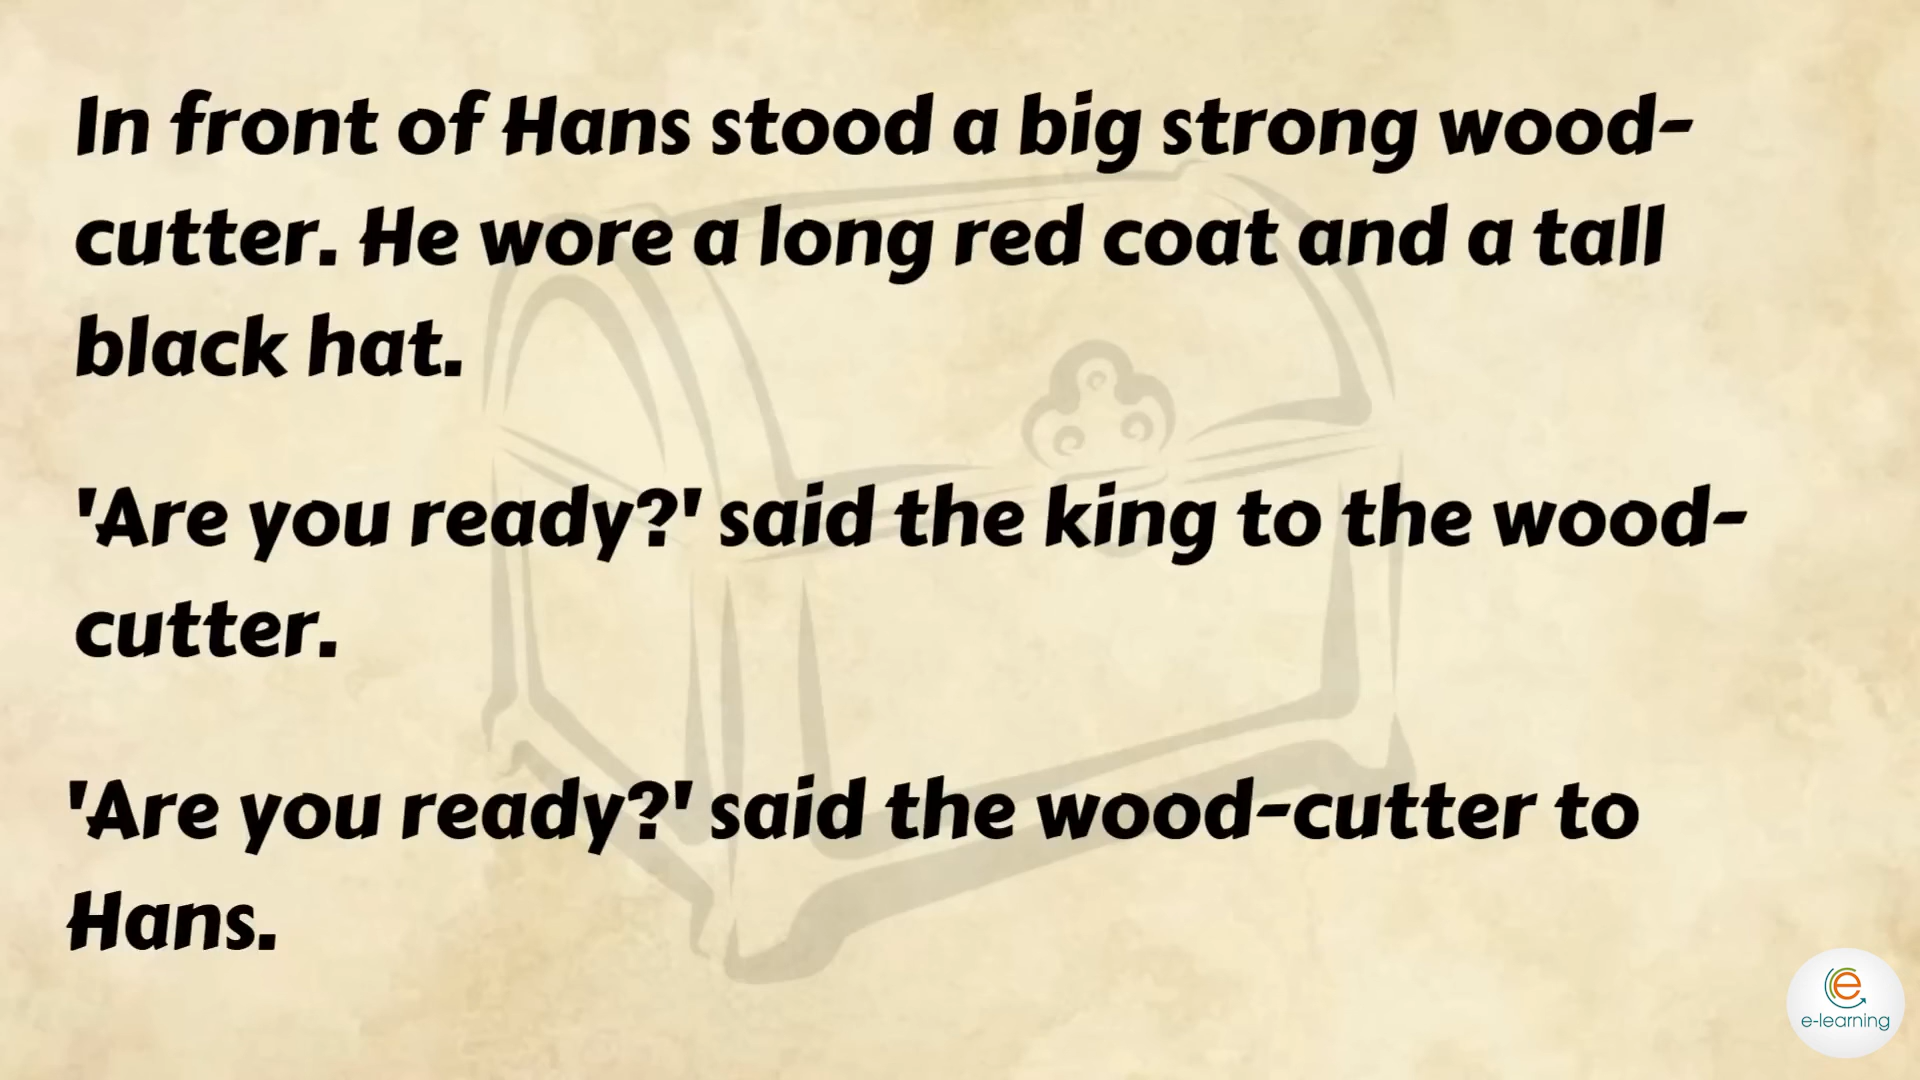 In front of Hans stood a big strong wood-
cutter. He wore a long red coat and a tall
black hat.
'Are you ready?' said the king to the wood-
cutter.
'Are you ready?' said the wood-cutter to
Hans.
e
e-learning